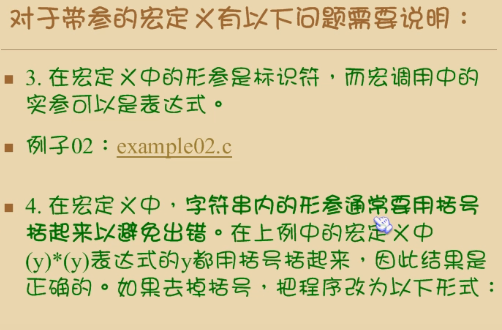 对于带参的宏定义有以下问题需要说明：
3. 在宏定义中的形参是标识符，而宏调用中的
实参可以是表达式。
例子02：example02.c
4. 在宏定义中，字符串内的形参通常要用括号
括起来以避免出错。在上例中的宏定义中
(y)*(y)表达式的y都用括号括起来，因此结果是
正确的。如果去掉括号，把程序改为以下形式：